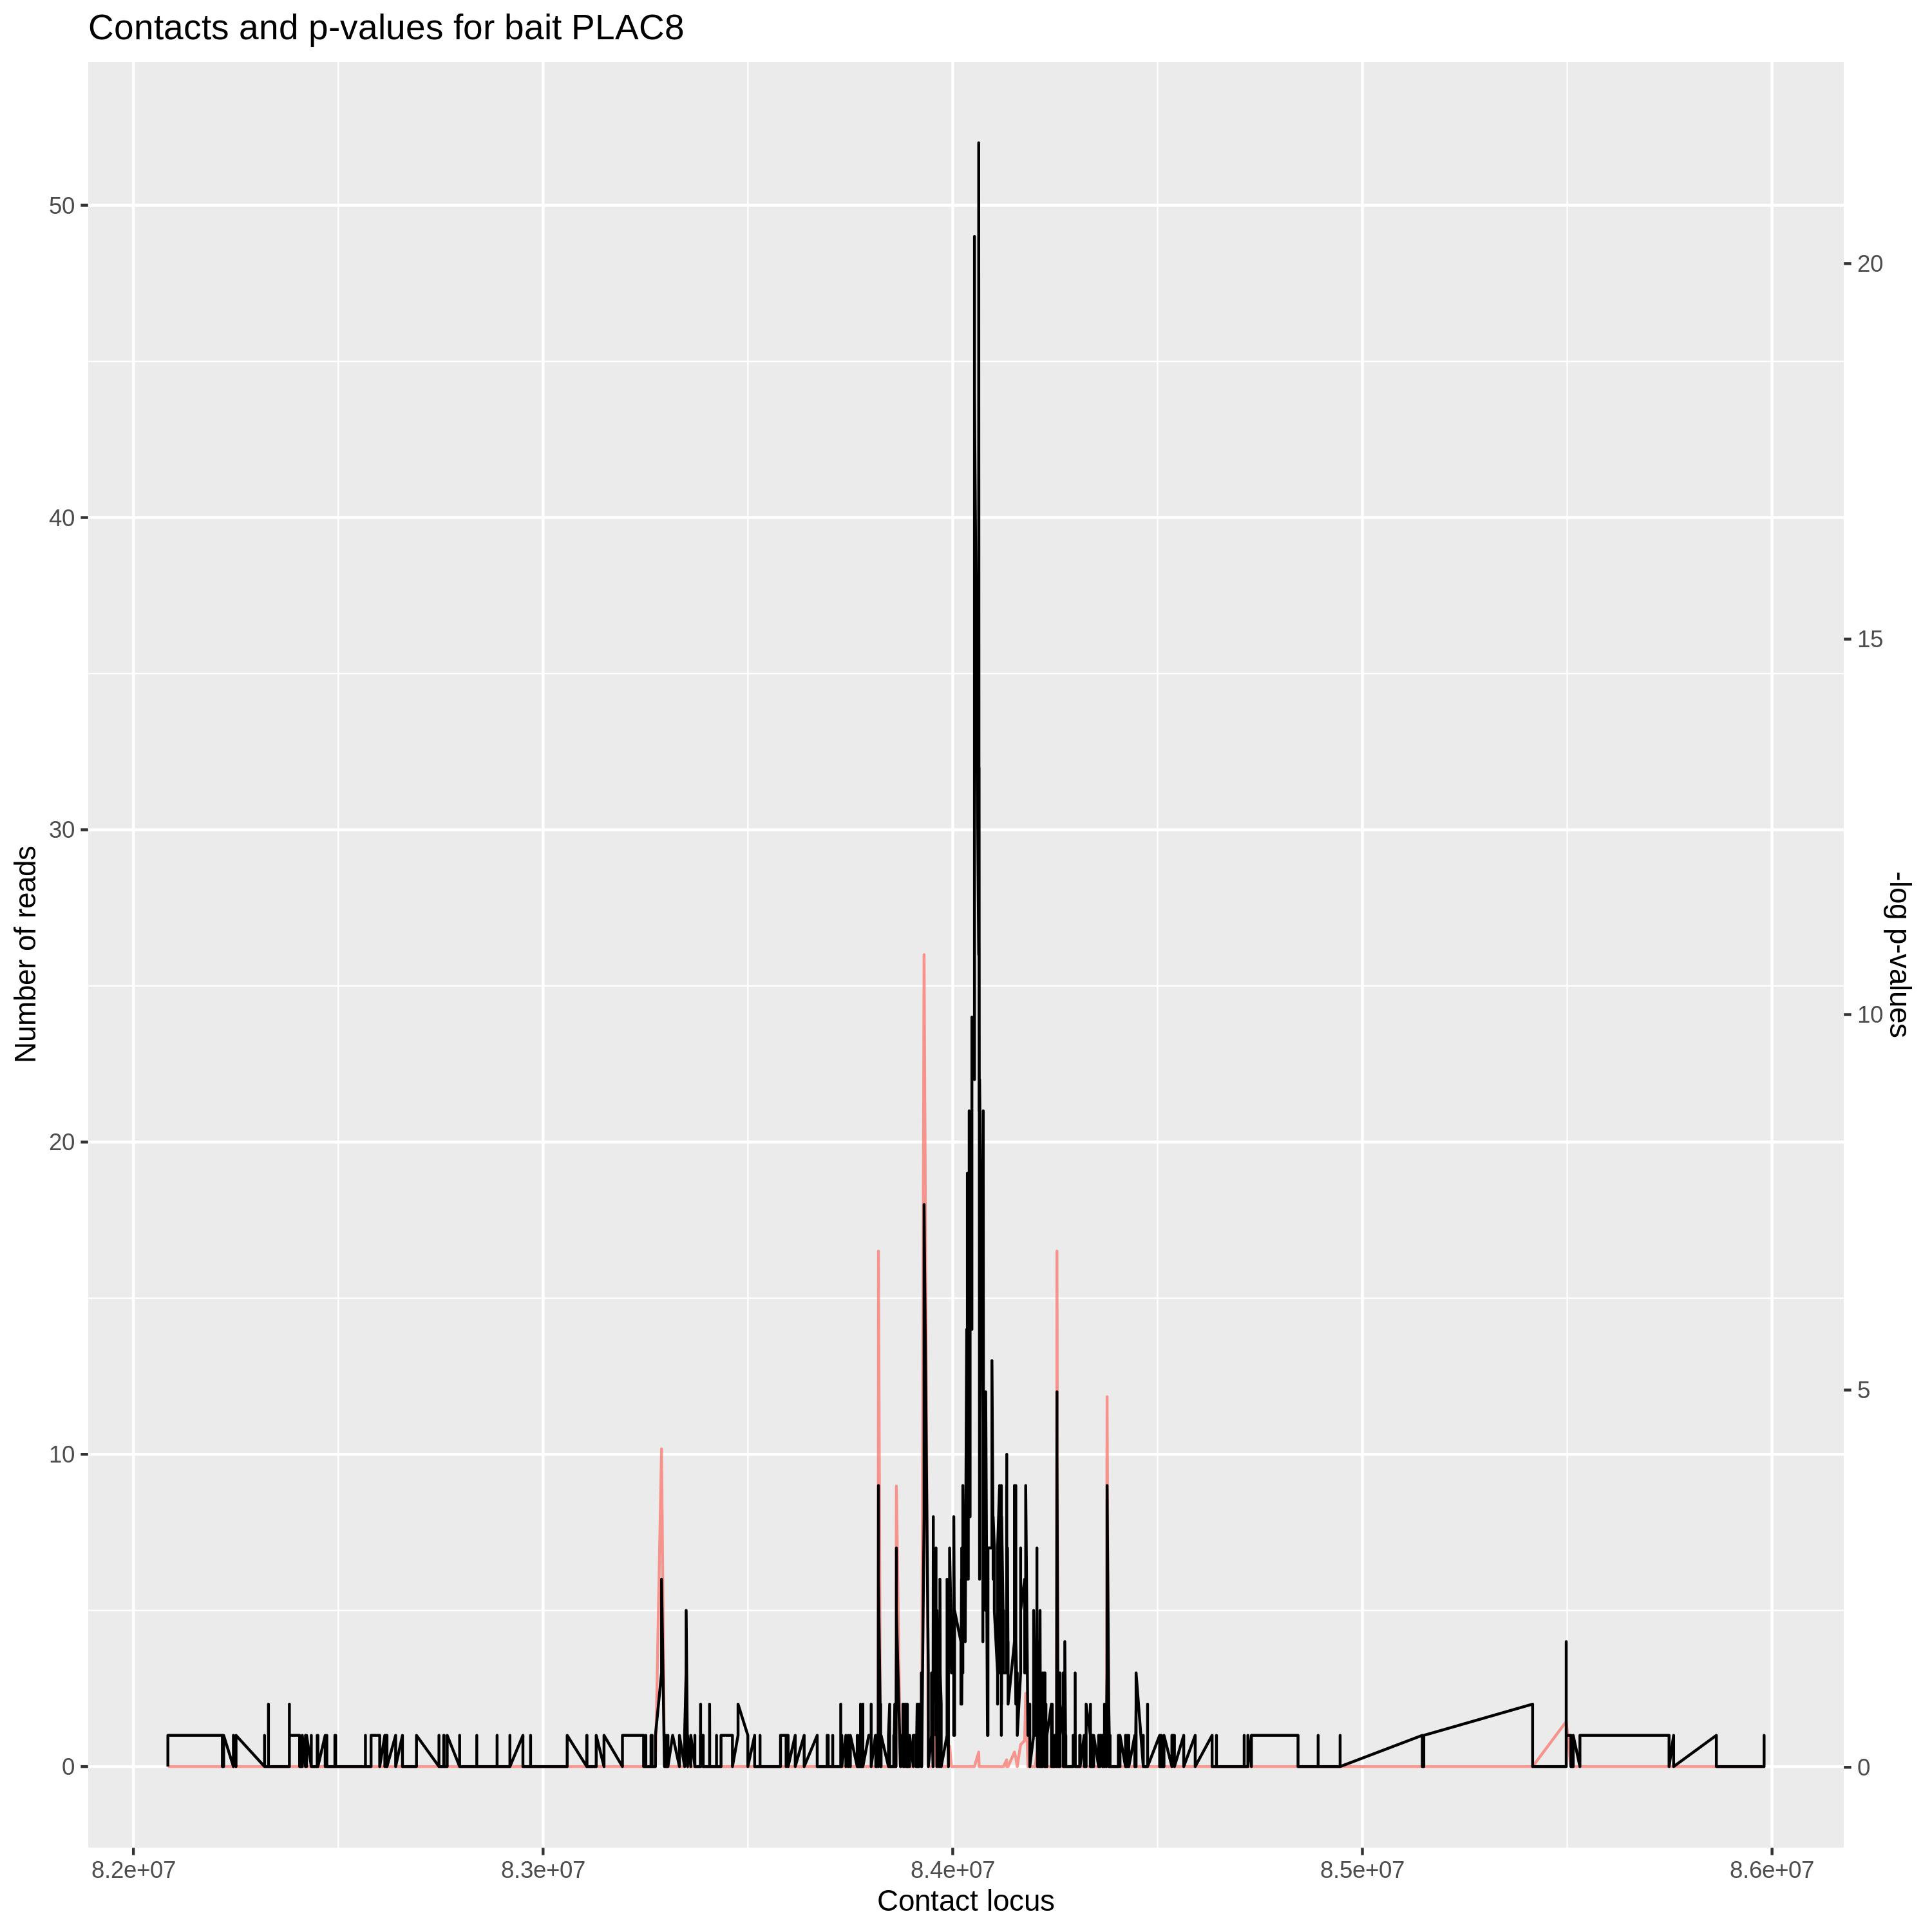 Contacts and p-values for bait PLAC8
50
40
30
20
10
0
Number of reads
20
15
10
5
0
-log p-values
8.2e+07
8.3e+07
8.4e+07
8.5e+07
8.6e+07
Contact locus